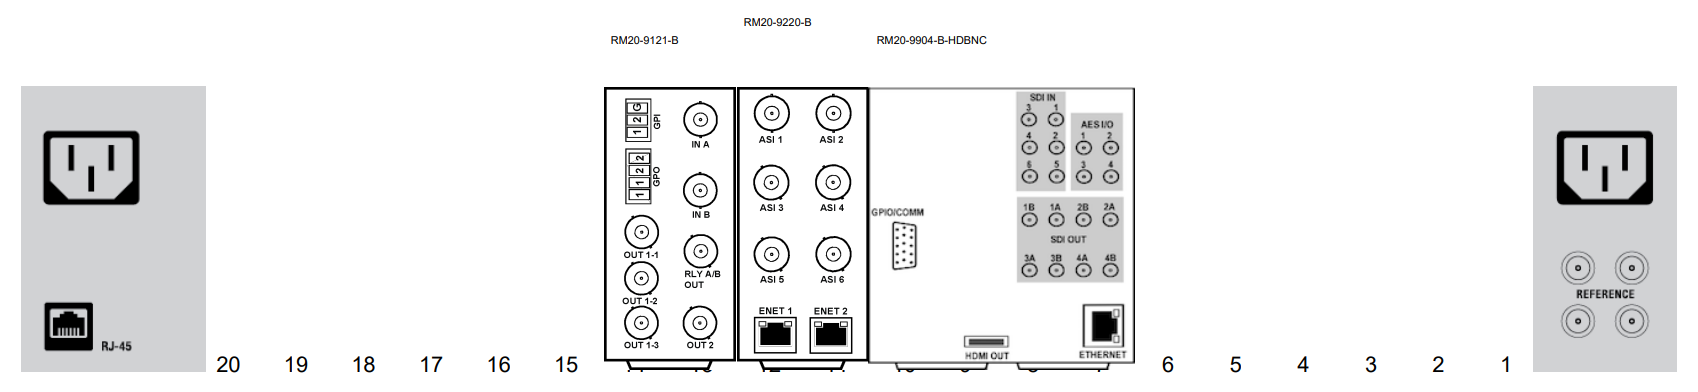 RM20-9220-B
RM20-9121-B
RM20-9904-B-HDBNC
1 2 G
GPI
1 1 2 2
GPO
IN A
IN B
OUT 1-1
RLY A/B
OUT
OUT 1-2
OUT 1-3
OUT 2
ASI 1
ASI 2
ASI 3
ASI 4
ASI 5
ASI 6
ENET 1
ENET 2
GPIO/COMM
SDI IN
3 1
4 2
6 5
AES I/O
1 2
3 4
1B 1A 2B 2A
SDI OUT
3A 3B 4A 4B
HDMI OUT
ETHERNET
REFERENCE
RJ-45
20 19 18 17 16 15 6 5 4 3 2 1